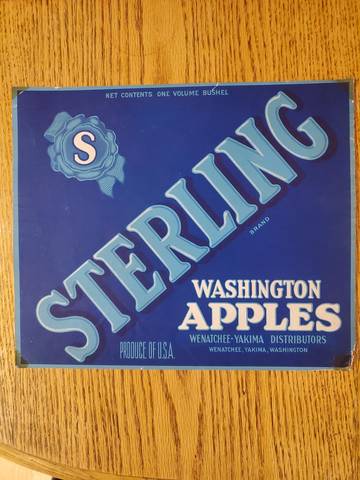 NET CONTENTS ONE VOLUME BUSHEL
S
STERLING
BRAND
WASHINGTON
APPLES
WENATCHEE-YAKIMA DISTRIBUTORS
WENATCHEE, YAKIMA, WASHINGTON
PRODUCE OF U.S.A.